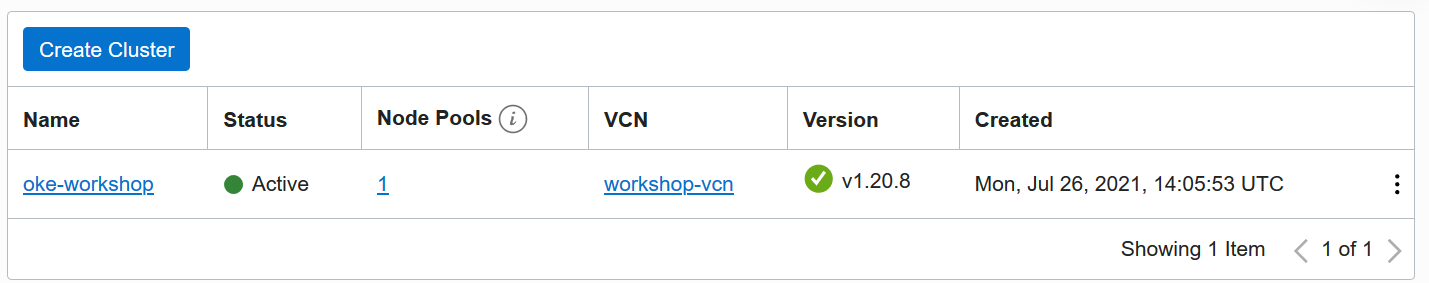 Create Cluster
Name Status Node Pools i VCN Version Created
oke-workshop Active 1 workshop-vcn v1.20.8 Mon, Jul 26, 2021, 14:05:53 UTC
Showing 1 Item 1 of 1